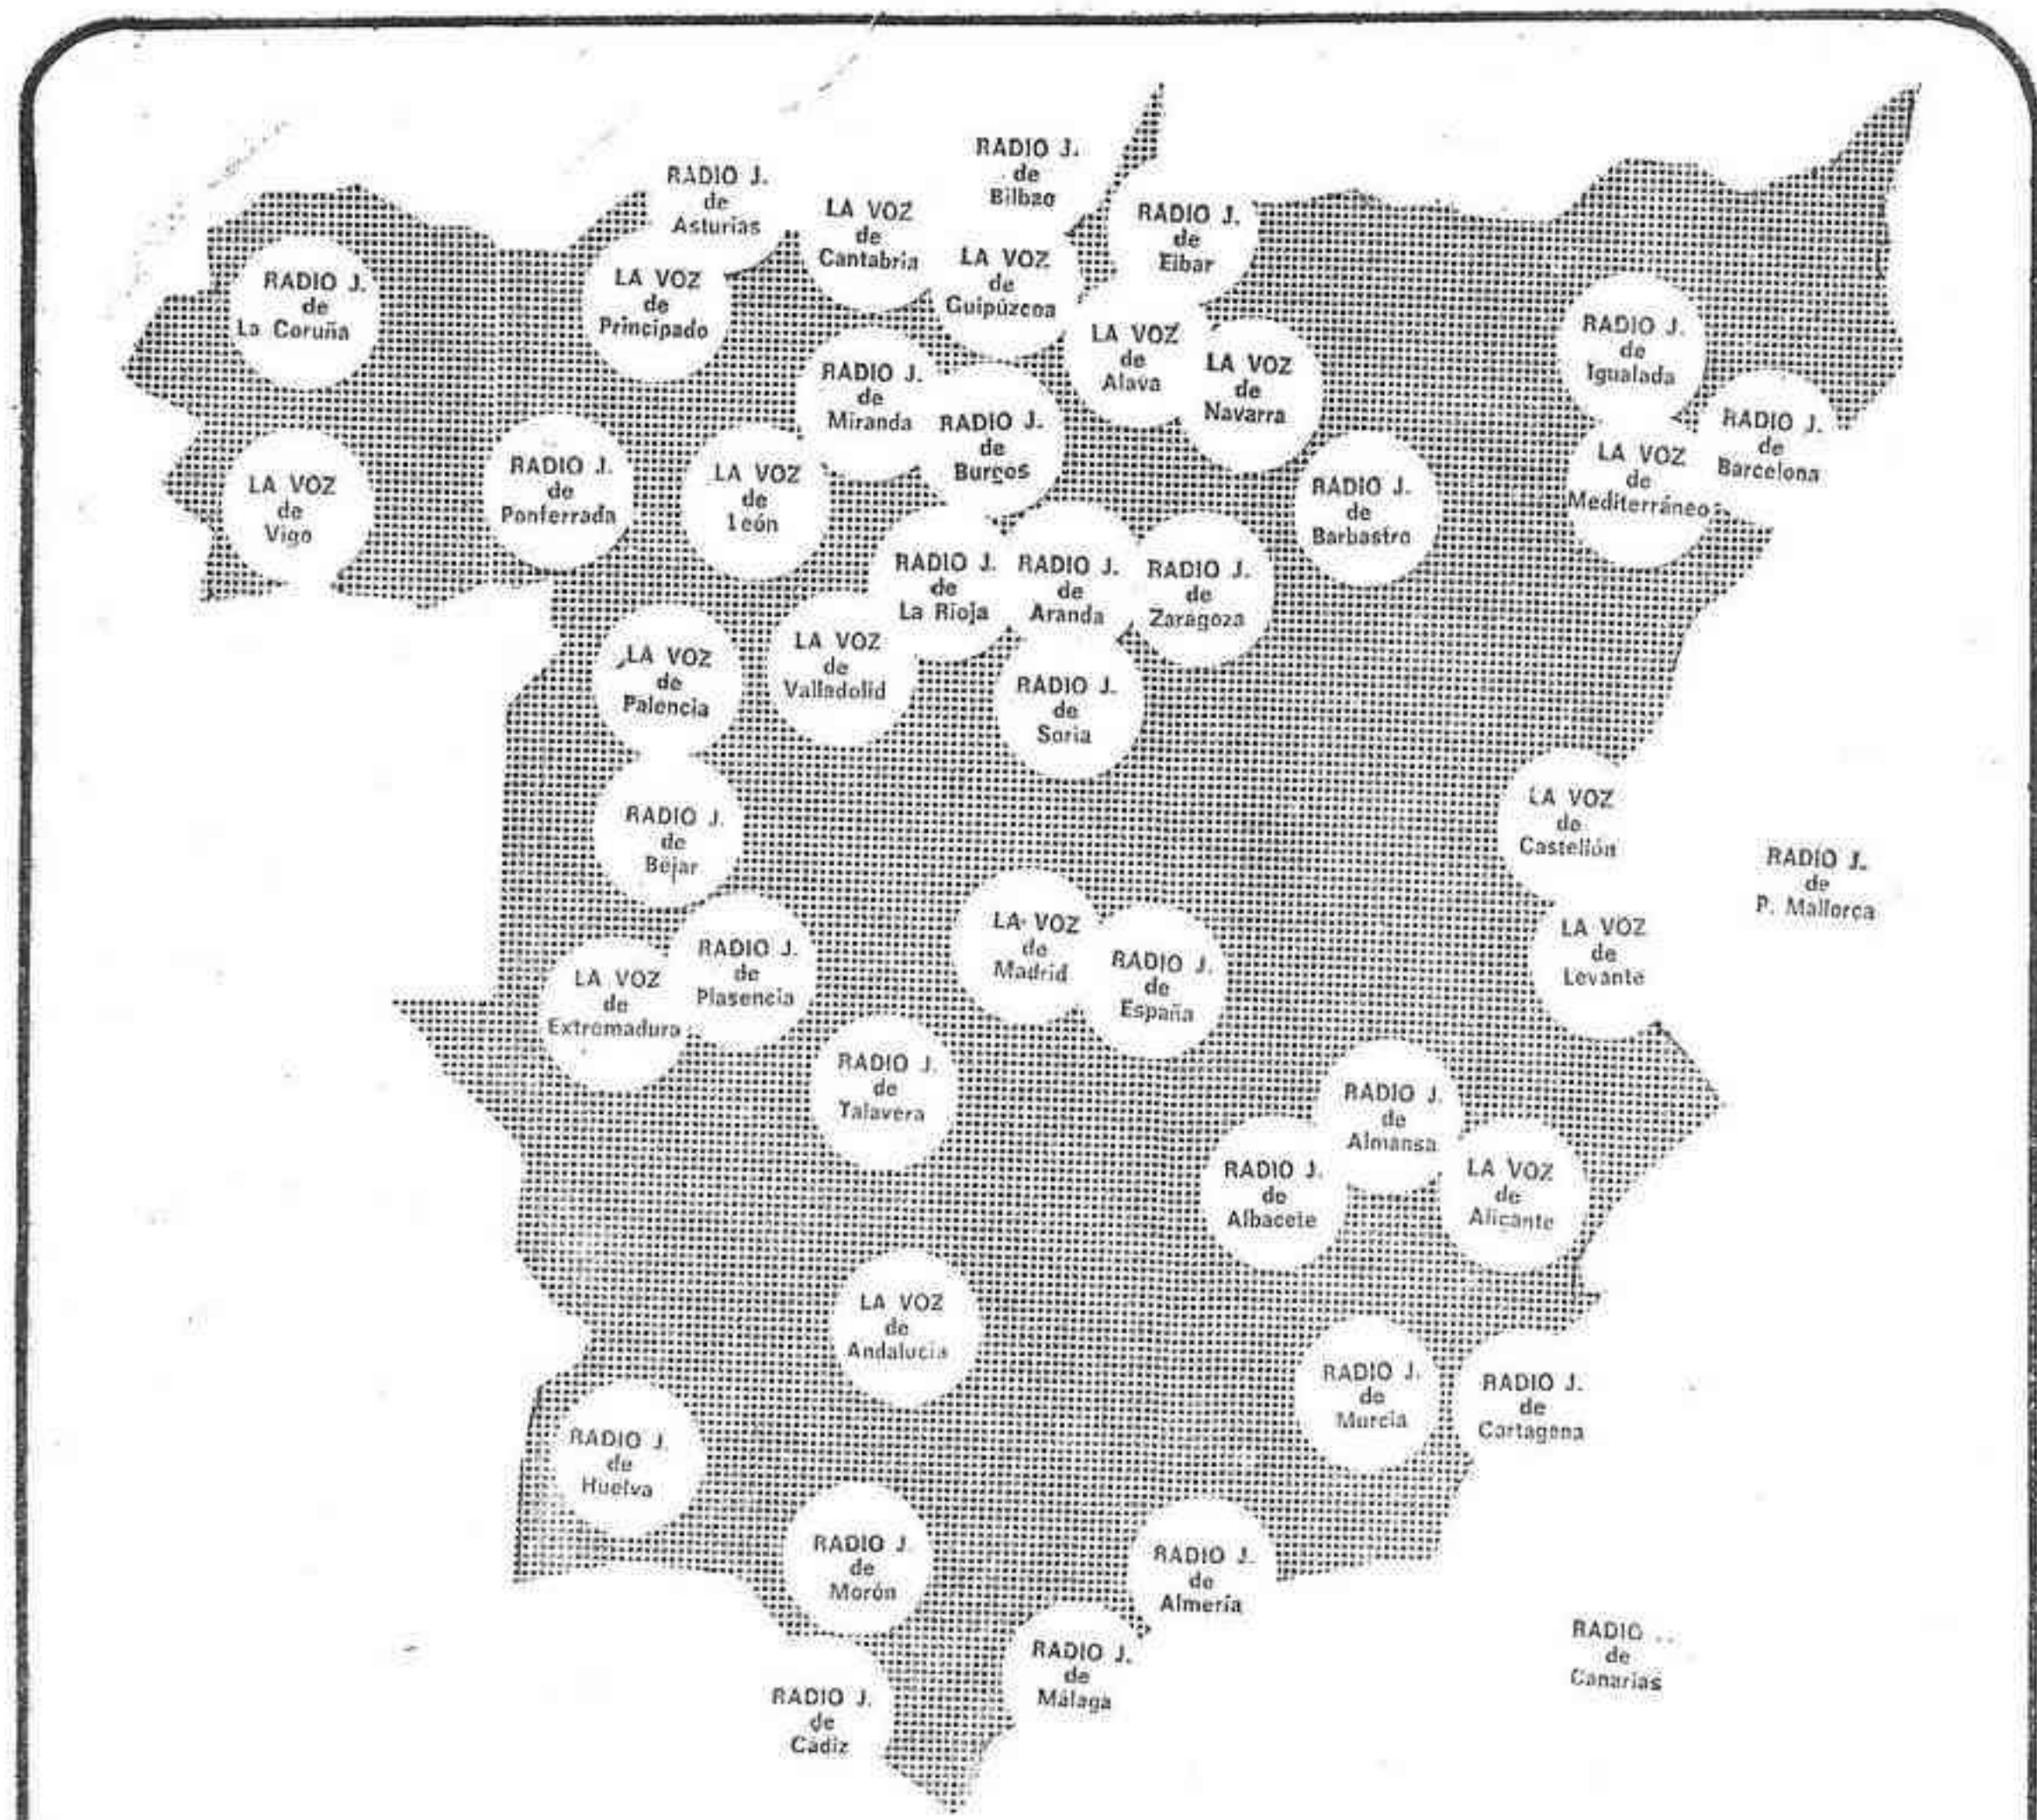 RADIO J.
de
Bilbao
RADIO J.
de
Asturias
LA VOZ
de
Cantabria
RADIO J.
de
Eibar
LA VOZ
de
Guipúzcoa
RADIO J.
de
La Coruña
LA VOZ
de
Principado
LA VOZ
de
Alava
LA VOZ
de
Navarra
RADIO J.
de
Igualada
RADIO J.
de
Miranda
RADIO J.
de
Burgos
RADIO J.
de
Barcelona
LA VOZ
de
Mediterráneo
LA VOZ
de
Vigo
RADIO J.
de
Ponferrada
LA VOZ
de
León
RADIO J.
de
Barbastro
RADIO J.
de
La Rioja
RADIO J.
de
Aranda
RADIO J.
de
Zaragoza
LA VOZ
de
Palencia
LA VOZ
de
Valladolid
RADIO J.
de
Soria
RADIO J.
de
Béjar
LA VOZ
de
Castellón
RADIO J.
de
P. Mallorca
LA VOZ
de
Madrid
RADIO J.
de
España
LA VOZ
de
Levante
LA VOZ
de
Extremadura
RADIO J.
de
Plasencia
RADIO J.
de
Talavera
RADIO J.
de
Almansa
RADIO J.
de
Albacete
LA VOZ
de
Alicante
LA VOZ
de
Andalucía
RADIO J.
de
Murcia
RADIO J.
de
Cartagena
RADIO J.
de
Huelva
RADIO J.
de
Morón
RADIO J.
de
Almería
RADIO J.
de
Málaga
RADIO
de
Canarias
RADIO J.
de
Cádiz